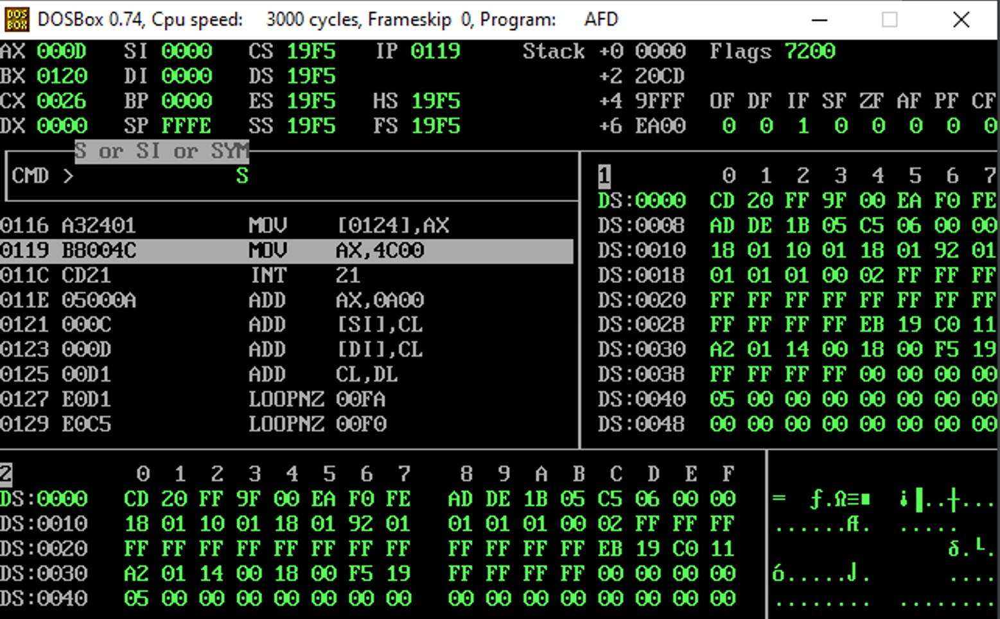 DOSBox 0.74, Cpu speed: 3000 cycles, Frameskip 0, Program: AFD
AX 000D SI 0000 CS 19F5 IP 0119 Stack +0 0000 Flags 7200
BX 0120 DI 0000 DS 19F5 +2 20CD
CX 0026 BP 0000 ES 19F5 HS 19F5 +4 9FFF OF DF IF SF ZF AF PF CF
DX 0000 SP FFFE SS 19F5 FS 19F5 +6 EA00 0 0 1 0 0 0 0 0
S or SI or SYM
CMD > S
0116 A32401 MOV [0124],AX
0119 B8004C MOV AX,4C00
011C CD21 INT 21
011E 05000A ADD AX,0A00
0121 000C ADD [SI],CL
0123 000D ADD [DI],CL
0125 00D1 ADD CL,DL
0127 E0D1 LOOPNZ 00FA
0129 E0C5 LOOPNZ 00F0
1 0 1 2 3 4 5 6 7
DS:0000 CD 20 FF 9F 00 EA F0 FE
DS:0008 AD DE 1B 05 C5 06 00 00
DS:0010 18 01 10 01 18 01 92 01
DS:0018 01 01 01 00 02 FF FF FF
DS:0020 FF FF FF FF FF FF FF FF
DS:0028 FF FF FF FF EB 19 C0 11
DS:0030 A2 01 14 00 18 00 F5 19
DS:0038 FF FF FF FF 00 00 00 00
DS:0040 05 00 00 00 00 00 00 00
DS:0048 00 00 00 00 00 00 00 00
2 0 1 2 3 4 5 6 7 8 9 A B C D E F
DS:0000 CD 20 FF 9F 00 EA F0 FE AD DE 1B 05 C5 06 00 00 = ƒ.Ω≡■ ¡▐..┼...
DS:0010 18 01 10 01 18 01 92 01 01 01 01 00 02 FF FF FF ......Æ. .....
DS:0020 FF FF FF FF FF FF FF FF FF FF FF FF EB 19 C0 11 δ.└.
DS:0030 A2 01 14 00 18 00 F5 19 FF FF FF FF 00 00 00 00 ó.....⌡. ....
DS:0040 05 00 00 00 00 00 00 00 00 00 00 00 00 00 00 00 ........ ........